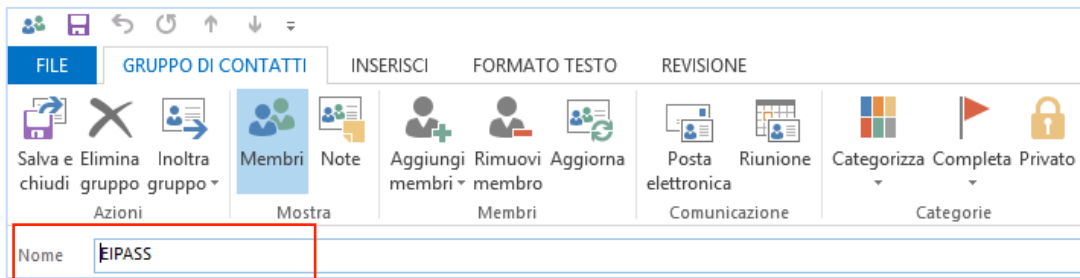 FILE GRUPPO DI CONTATTI INSERISCI FORMATO TESTO REVISIONE
Salva e Elimina Inoltra Membri Note Aggiungi Rimuovi Aggiorna Posta Riunione Categorizza Completa Privato
chiudi gruppo gruppo membri membro elettronica
Azioni Mostra Membri Comunicazione Categorie
Nome EIPASS